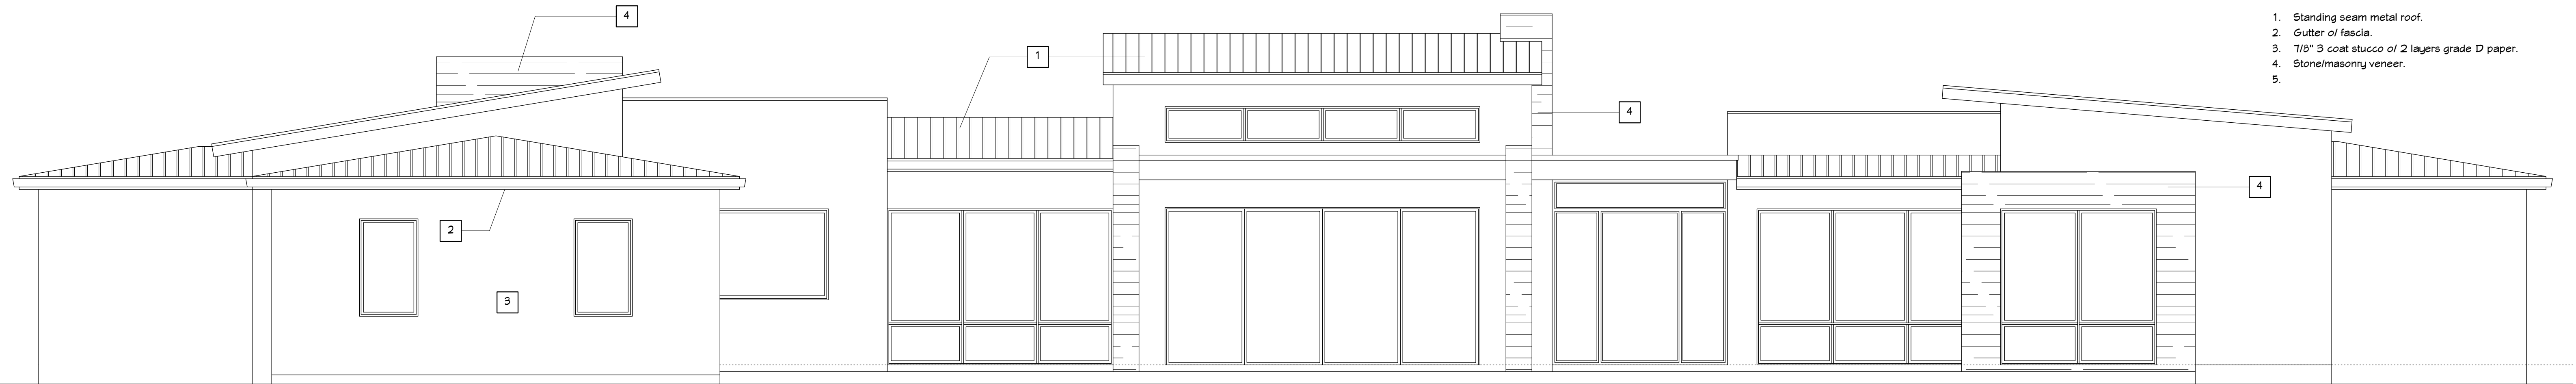 4
1
1. Standing seam metal roof.
2. Gutter o/ fascia.
3. 7/8" 3 coat stucco o/ 2 layers grade D paper.
4. Stone/masonry veneer.
5.
4
4
2
3